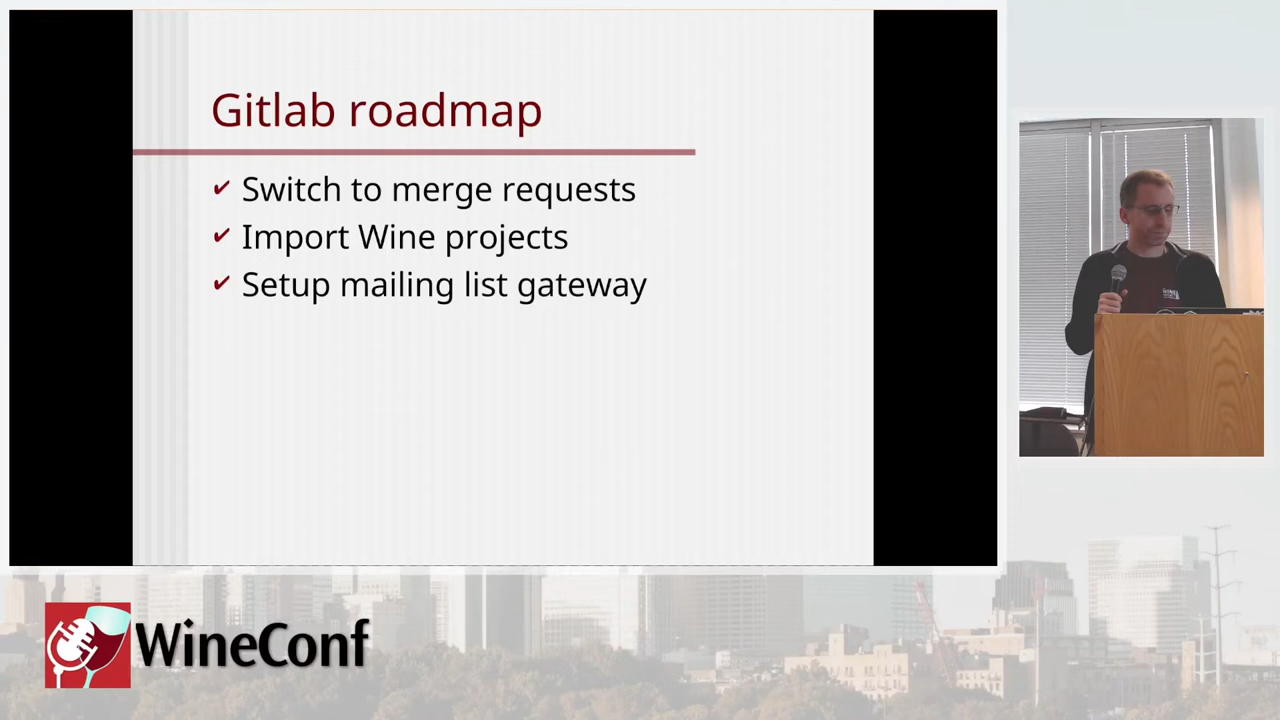 Gitlab roadmap
✔ Switch to merge requests
✔ Import Wine projects
✔ Setup mailing list gateway
WineConf